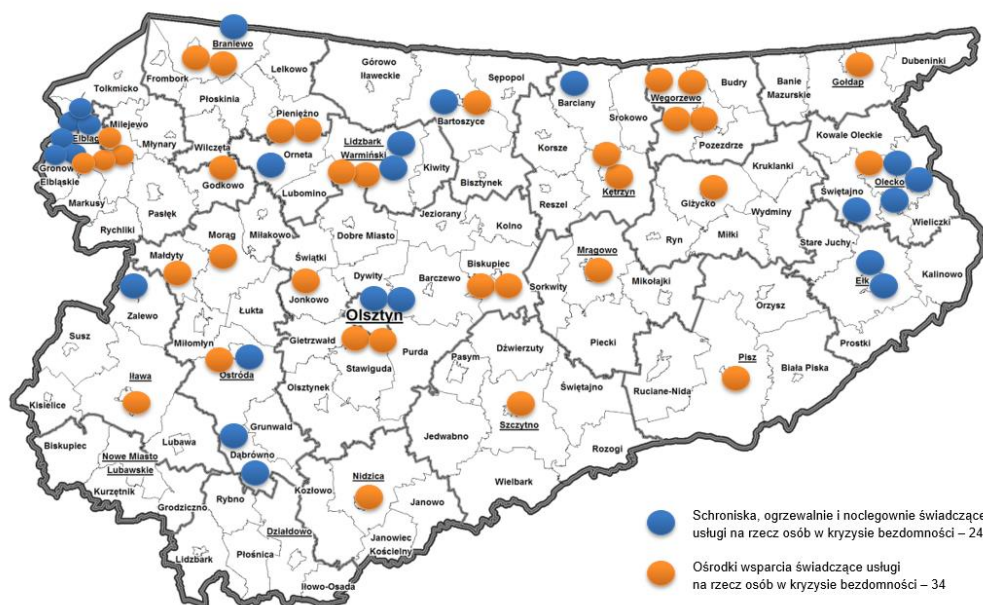 Braniewo
Górowo
Iławeckie
Sępopol
Gołdap
Dubeninki
Frombork
Lelkowo
Barciany
Węgorzewo
Budry
Banie
Mazurskie
Tolkmicko
Płoskinia
Pieniężno
Bartoszyce
Srokowo
Milejewo
Elbląg
Młynary
Wilczęta
Orneta
Lidzbark
Warmiński
Kiwity
Korsze
Pozezdrze
Kowale Oleckie
Gronowo
Elbląskie
Godkowo
Lubomino
Bisztynek
Kętrzyn
Kruklanki
Olecko
Markusy
Pasłęk
Reszel
Giżycko
Świętajno
Rychliki
Morąg
Miłakowo
Jeziorany
Wydminy
Wieliczki
Dobre Miasto
Kolno
Ryn
Miłki
Stare Juchy
Małdyty
Świątki
Mrągowo
Dywity
Barczewo
Biskupiec
Kalinowo
Ełk
Jonkowo
Sorkwity
Mikołajki
Zalewo
Łukta
Olsztyn
Orzysz
Susz
Miłomłyn
Gietrzwałd
Purda
Pasym
Dźwierzuty
Piecki
Prostki
Stawiguda
Pisz
Biała Piska
Iława
Ostróda
Olsztynek
Świętajno
Ruciane-Nida
Kisielice
Szczytno
Grunwald
Biskupiec
Lubawa
Dąbrówno
Jedwabno
Rozogi
Nowe Miasto
Lubawskie
Nidzica
Wielbark
Kurzętnik
Rybno
Kozłowo
Janowo
Grodziczno
Działdowo
Janowiec
Kościelny
Płośnica
Lidzbark
Iłowo-Osada
Schroniska, ogrzewalnie i noclegownie świadczące
usługi na rzecz osób w kryzysie bezdomności – 24
Ośrodki wsparcia świadczące usługi
na rzecz osób w kryzysie bezdomności – 34